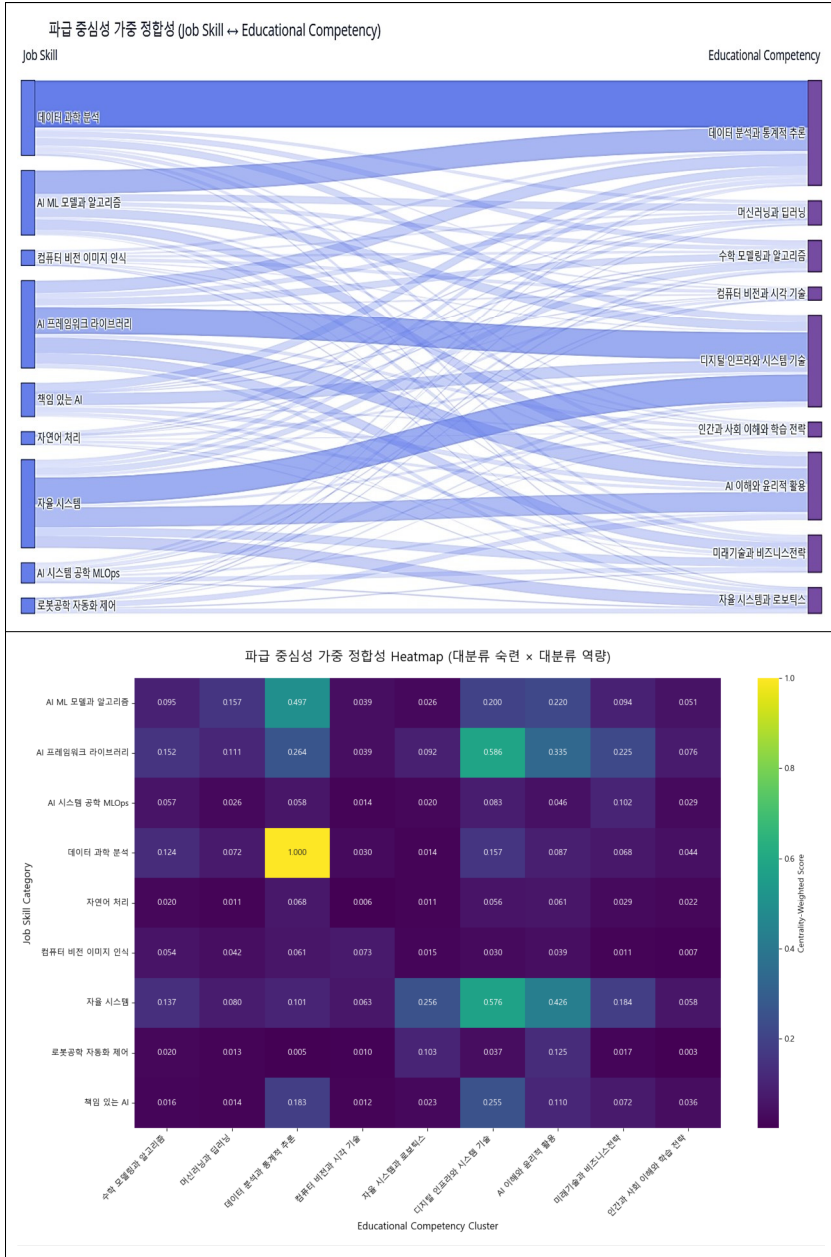 파급 중심성 가중 정합성 (Job Skill ↔ Educational Competency)
Job Skill
Educational Competency
데이터 과학 분석
AI ML 모델과 알고리즘
컴퓨터 비전 이미지 인식
AI 프레임워크 라이브러리
책임 있는 AI
자연어 처리
자율 시스템
AI 시스템 공학 MLOps
로봇공학 자동화 제어
데이터 분석과 통계적 추론
머신러닝과 딥러닝
수학 모델링과 알고리즘
컴퓨터 비전과 시각 기술
디지털 인프라와 시스템 기술
인간과 사회 이해와 학습 전략
AI 이해와 윤리적 활용
미래기술과 비즈니스전략
자율 시스템과 로보틱스
파급 중심성 가중 정합성 Heatmap (대분류 숙련 × 대분류 역량)
Job Skill Category
AI ML 모델과 알고리즘 0.095 0.157 0.497 0.039 0.026 0.200 0.220 0.094 0.051
AI 프레임워크 라이브러리 0.152 0.111 0.264 0.039 0.092 0.586 0.335 0.225 0.076
AI 시스템 공학 MLOps 0.057 0.026 0.058 0.014 0.020 0.083 0.046 0.102 0.029
데이터 과학 분석 0.124 0.072 1.000 0.030 0.014 0.157 0.087 0.068 0.044
자연어 처리 0.020 0.011 0.068 0.006 0.011 0.056 0.061 0.029 0.022
컴퓨터 비전 이미지 인식 0.054 0.042 0.061 0.073 0.015 0.030 0.039 0.011 0.007
자율 시스템 0.137 0.080 0.101 0.063 0.256 0.576 0.426 0.184 0.058
로봇공학 자동화 제어 0.020 0.013 0.005 0.010 0.103 0.037 0.125 0.017 0.003
책임 있는 AI 0.016 0.014 0.183 0.012 0.023 0.255 0.110 0.072 0.036
수학 모델링과 알고리즘
머신러닝과 딥러닝
데이터 분석과 통계적 추론
컴퓨터 비전과 시각 기술
자율 시스템과 로보틱스
디지털 인프라와 시스템 기술
AI 이해와 윤리적 활용
미래기술과 비즈니스전략
인간과 사회 이해와 학습 전략
Educational Competency Cluster
1.0
0.8
0.6
0.4
0.2
Centrality-Weighted Score